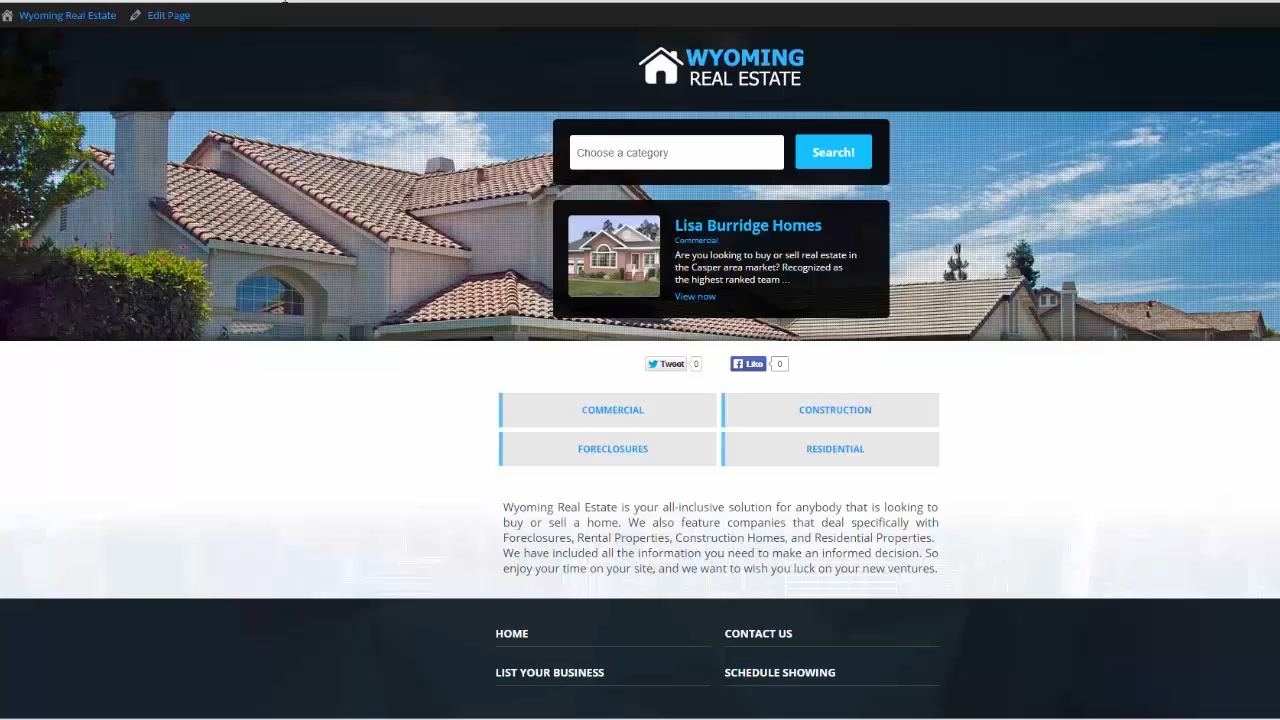 Wyoming Real Estate Edit Page
WYOMING
REAL ESTATE
Choose a category Search!
Lisa Burridge Homes
Commercial
Are you looking to buy or sell real estate in
the Casper area market? Recognized as
the highest ranked team ...
View now
Tweet 0 Like 0
COMMERCIAL CONSTRUCTION
FORECLOSURES RESIDENTIAL
Wyoming Real Estate is your all-inclusive solution for anybody that is looking to
buy or sell a home. We also feature companies that deal specifically with
Foreclosures, Rental Properties, Construction Homes, and Residential Properties.
We have included all the information you need to make an informed decision. So
enjoy your time on your site, and we want to wish you luck on your new ventures.
HOME CONTACT US
LIST YOUR BUSINESS SCHEDULE SHOWING